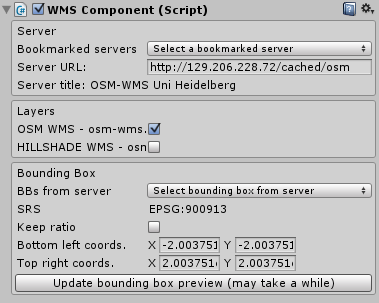 WMS Component (Script)
Server
Bookmarked servers Select a bookmarked server
Server URL: http://129.206.228.72/cached/osm
Server title: OSM-WMS Uni Heidelberg
Layers
OSM WMS - osm-wms.
HILLSHADE WMS - osn
Bounding Box
BBs from server Select bounding box from server
SRS EPSG:900913
Keep ratio
Bottom left coords. X -2.003751 Y -2.003751
Top right coords. X 2.003751 Y 2.003751
Update bounding box preview (may take a while)